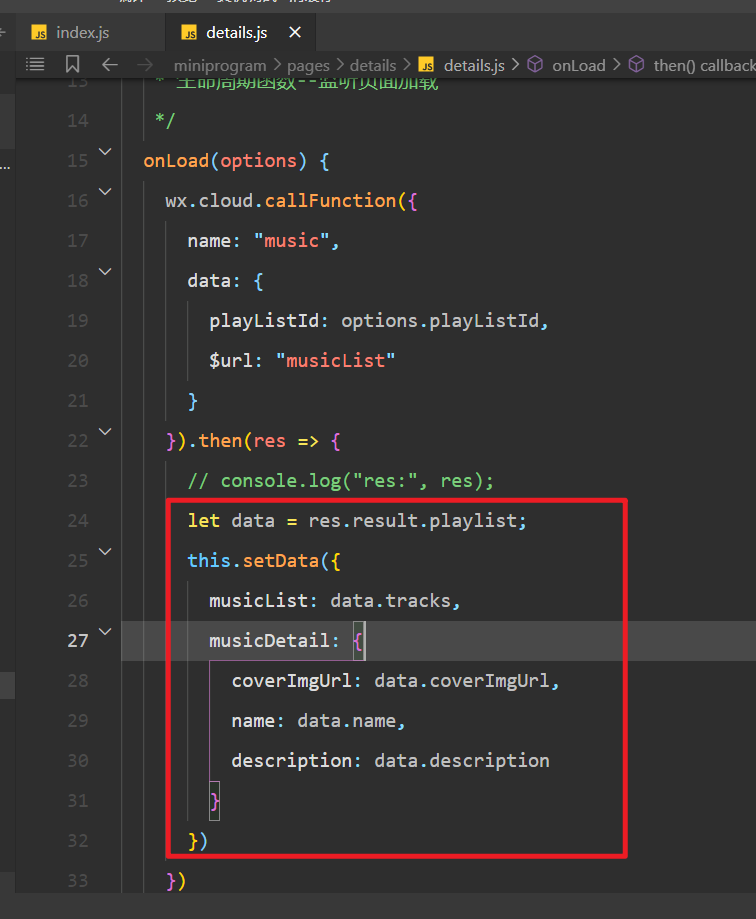 index.js
details.js
miniprogram > pages > details > details.js > onLoad > then() callback
13 * 生命周期函数--监听页面加载
14 */
15 onLoad(options) {
16 wx.cloud.callFunction({
17 name: "music",
18 data: {
19 playListId: options.playListId,
20 $url: "musicList"
21 }
22 }).then(res => {
23 // console.log("res:", res);
24 let data = res.result.playlist;
25 this.setData({
26 musicList: data.tracks,
27 musicDetail: {
28 coverImgUrl: data.coverImgUrl,
29 name: data.name,
30 description: data.description
31 }
32 })
33 })